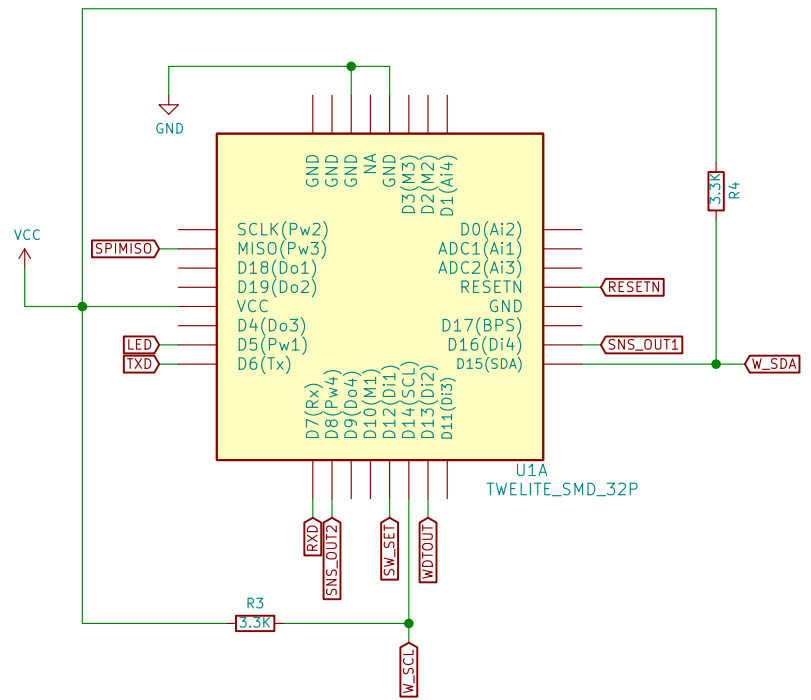 GND
GND
GND
GND
NA
GND
D3(M3)
D2(M2)
D1(Ai4)
3.3K
R4
VCC
SPIMISO
SCLK(Pw2)
MISO(Pw3)
D18(Do1)
D19(Do2)
VCC
D4(Do3)
D5(Pw1)
D6(Tx)
LED
TXD
D0(Ai2)
ADC1(Ai1)
ADC2(Ai3)
RESETN
GND
D17(BPS)
D16(Di4)
D15(SDA)
RESETN
SNS_OUT1
W_SDA
D7(Rx)
D8(Pw4)
D9(Do4)
D10(M1)
D12(Di1)
D14(SCL)
D13(Di2)
D11(Di3)
U1A
TWELITE_SMD_32P
RXD
SNS_OUT2
SW_SET
WDTOUT
R3
3.3K
W_SCL